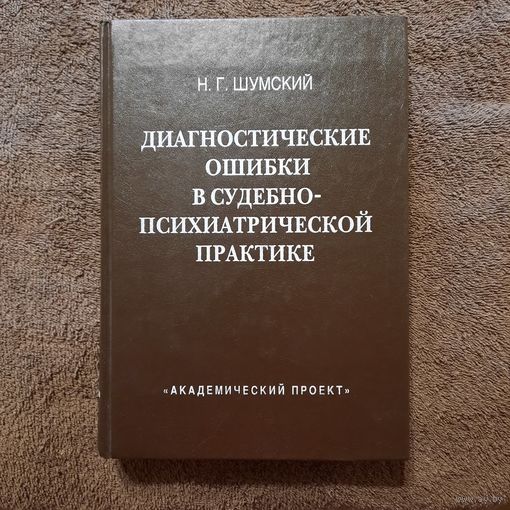 Н. Г. ШУМСКИЙ
ДИАГНОСТИЧЕСКИЕ
ОШИБКИ
В СУДЕБНО-
ПСИХИАТРИЧЕСКОЙ
ПРАКТИКЕ
«АКАДЕМИЧЕСКИЙ ПРОЕКТ»